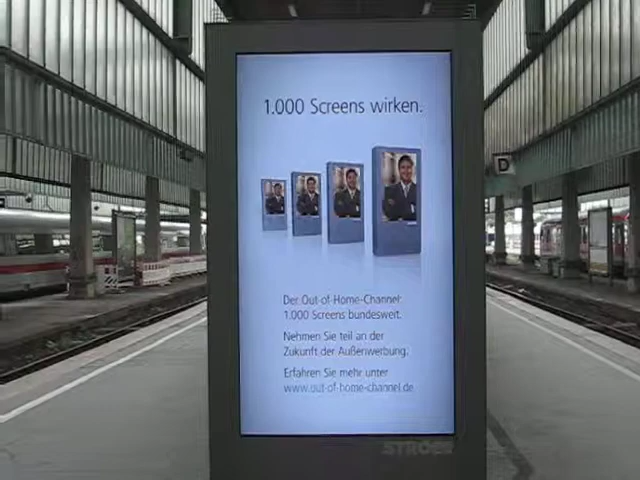 1.000 Screens wirken.
Der Out-of-Home-Channel:
1.000 Screens bundesweit.
Nehmen Sie teil an der
Zukunft der Außenwerbung.
Erfahren Sie mehr unter
www.out-of-home-channel.de
STRÖER
D